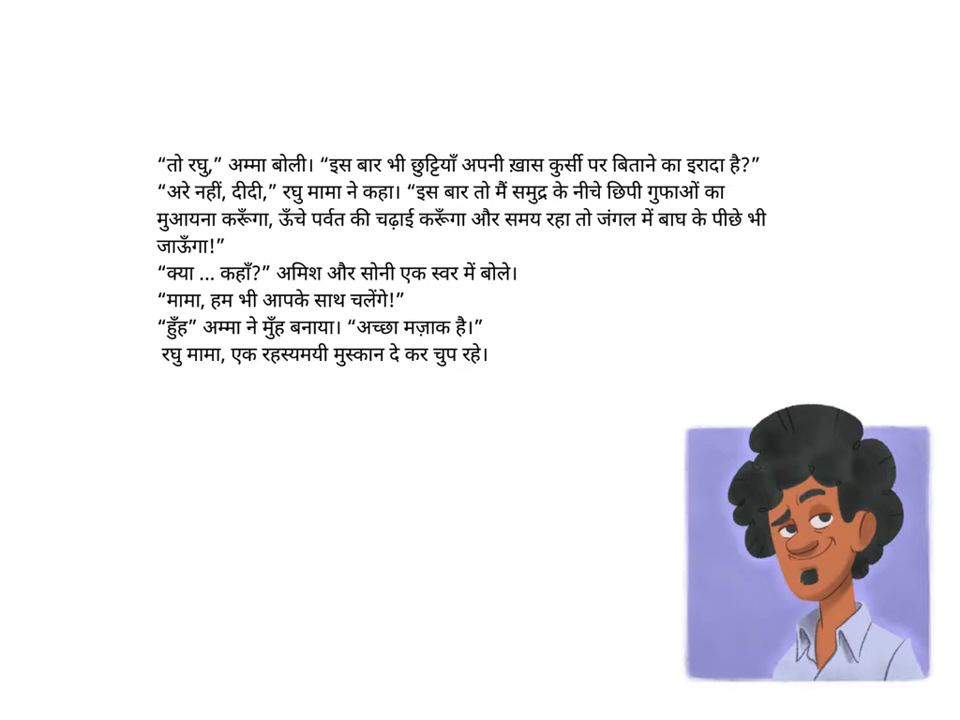 “तो रघु,” अम्मा बोली। “इस बार भी छुट्टियाँ अपनी ख़ास कुर्सी पर बिताने का इरादा है?”
“अरे नहीं, दीदी,” रघु मामा ने कहा। “इस बार तो मैं समुद्र के नीचे छिपी गुफाओं का
मुआयना करूँगा, ऊँचे पर्वत की चढ़ाई करूँगा और समय रहा तो जंगल में बाघ के पीछे भी
जाऊँगा!”
“क्या ... कहाँ?” अमिश और सोनी एक स्वर में बोले।
“मामा, हम भी आपके साथ चलेंगे!”
“हुँह” अम्मा ने मुँह बनाया। “अच्छा मज़ाक है।”
रघु मामा, एक रहस्यमयी मुस्कान दे कर चुप रहे।